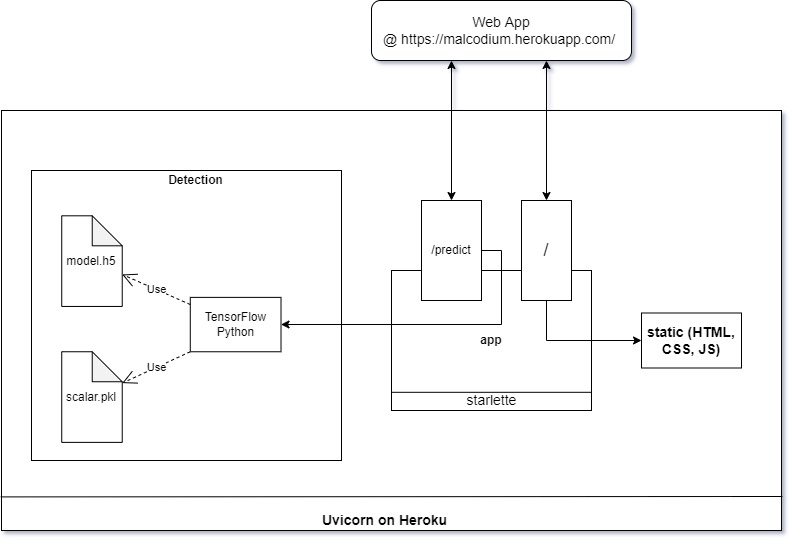 Web App
@ https://malcodium.herokuapp.com/
Detection
model.h5
Use
TensorFlow
Python
Use
scalar.pkl
/predict
/
app
starlette
static (HTML,
CSS, JS)
Uvicorn on Heroku